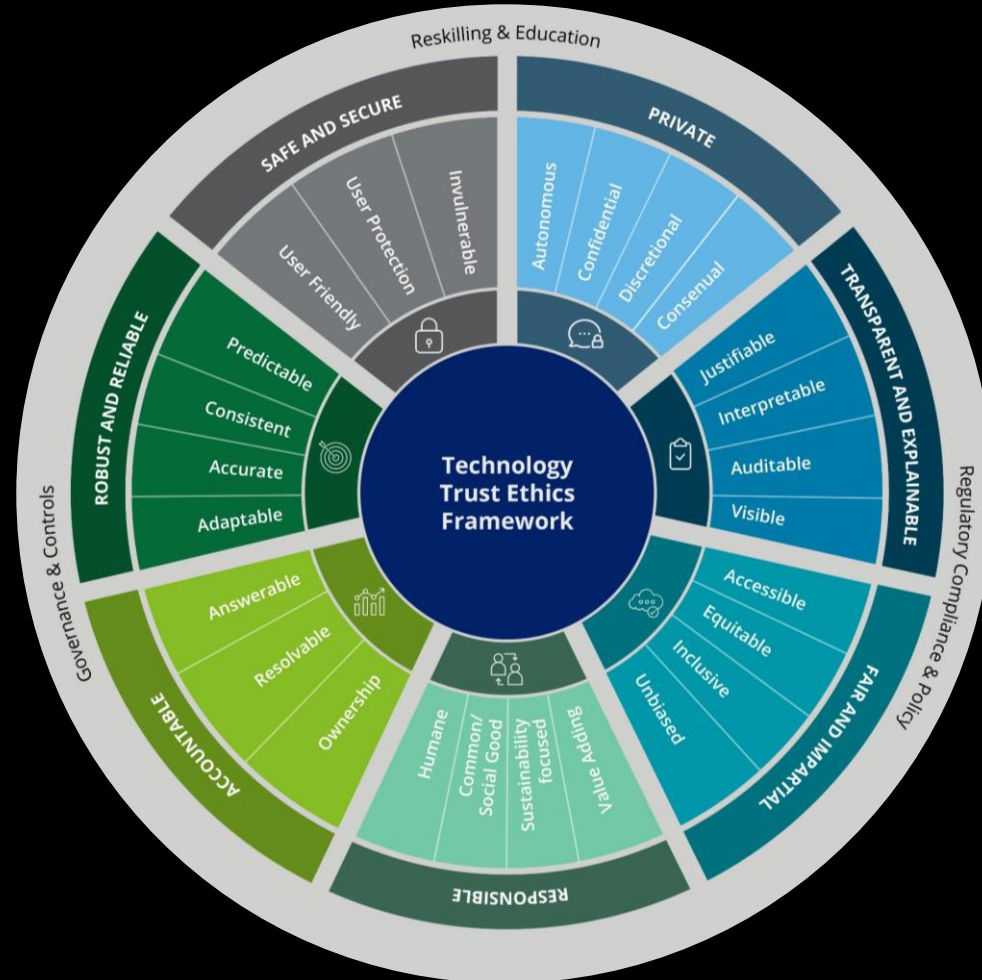 Reskilling & Education
Regulatory Compliance & Policy
Governance & Controls
Technology
Trust Ethics
Framework
PRIVATE
Autonomous
Confidential
Discretional
Consenual
TRANSPARENT AND EXPLAINABLE
Justifiable
Interpretable
Auditable
Visible
FAIR AND IMPARTIAL
Accessible
Equitable
Inclusive
Unbiased
RESPONSIBLE
Value Adding
Sustainability
focused
Common/
Social Good
Humane
ACCOUNTABLE
Ownership
Resolvable
Answerable
ROBUST AND RELIABLE
Adaptable
Accurate
Consistent
Predictable
SAFE AND SECURE
User Friendly
User Protection
Invulnerable